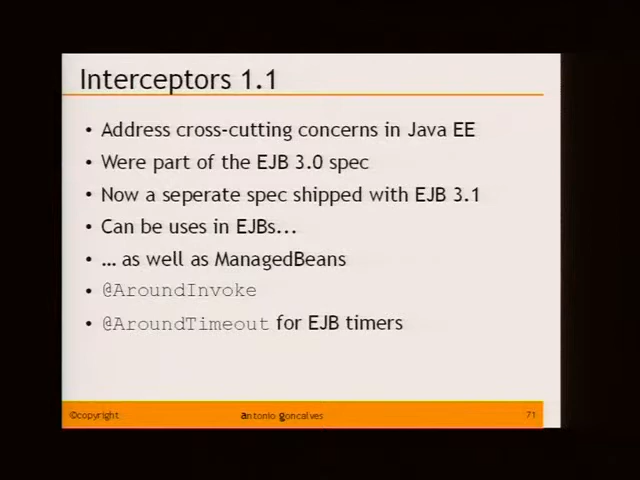 Interceptors 1.1
• Address cross-cutting concerns in Java EE
• Were part of the EJB 3.0 spec
• Now a seperate spec shipped with EJB 3.1
• Can be uses in EJBs...
• … as well as ManagedBeans
• @AroundInvoke
• @AroundTimeout for EJB timers
©copyright antonio goncalves 71